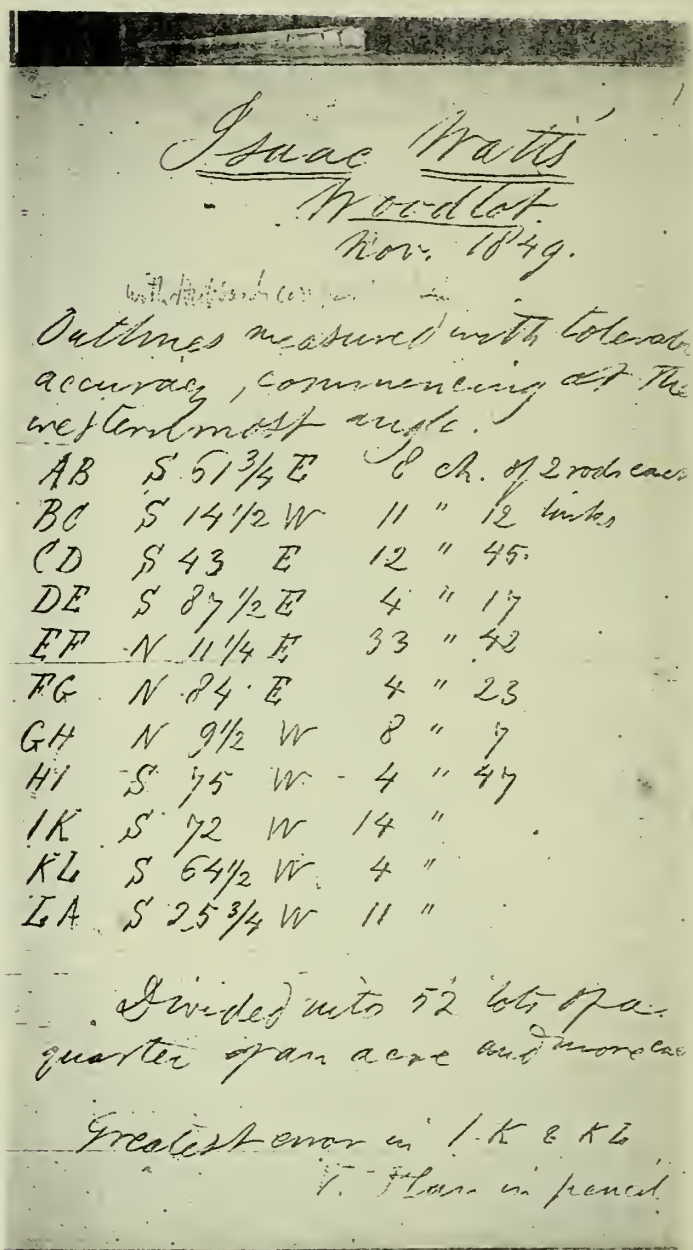 Isaac Watts'
Woodlot
Nov. 1849.
with Hubbard's
Outlines measured with tolerab
accuracy, commencing at the
westernmost angle.
AB S 51 3/4 E 8 ch. of 2 rods each
BC S 14 1/2 W 11 " 12 links
CD S 43 E 12 " 45.
DE S 87 1/2 E 4 " 17
EF N 11 1/4 E 33 " 42
FG N 84 E 4 " 23
GH N 9 1/2 W 8 " 7
HI S 75 W 4 " 47
IK S 72 W 14 "
KL S 64 1/2 W 4 "
LA S 25 3/4 W 11 "
Divided into 52 lots of a
quarter of an acre and more eac
Greatest error in I K & KL
V. Plan in pencil